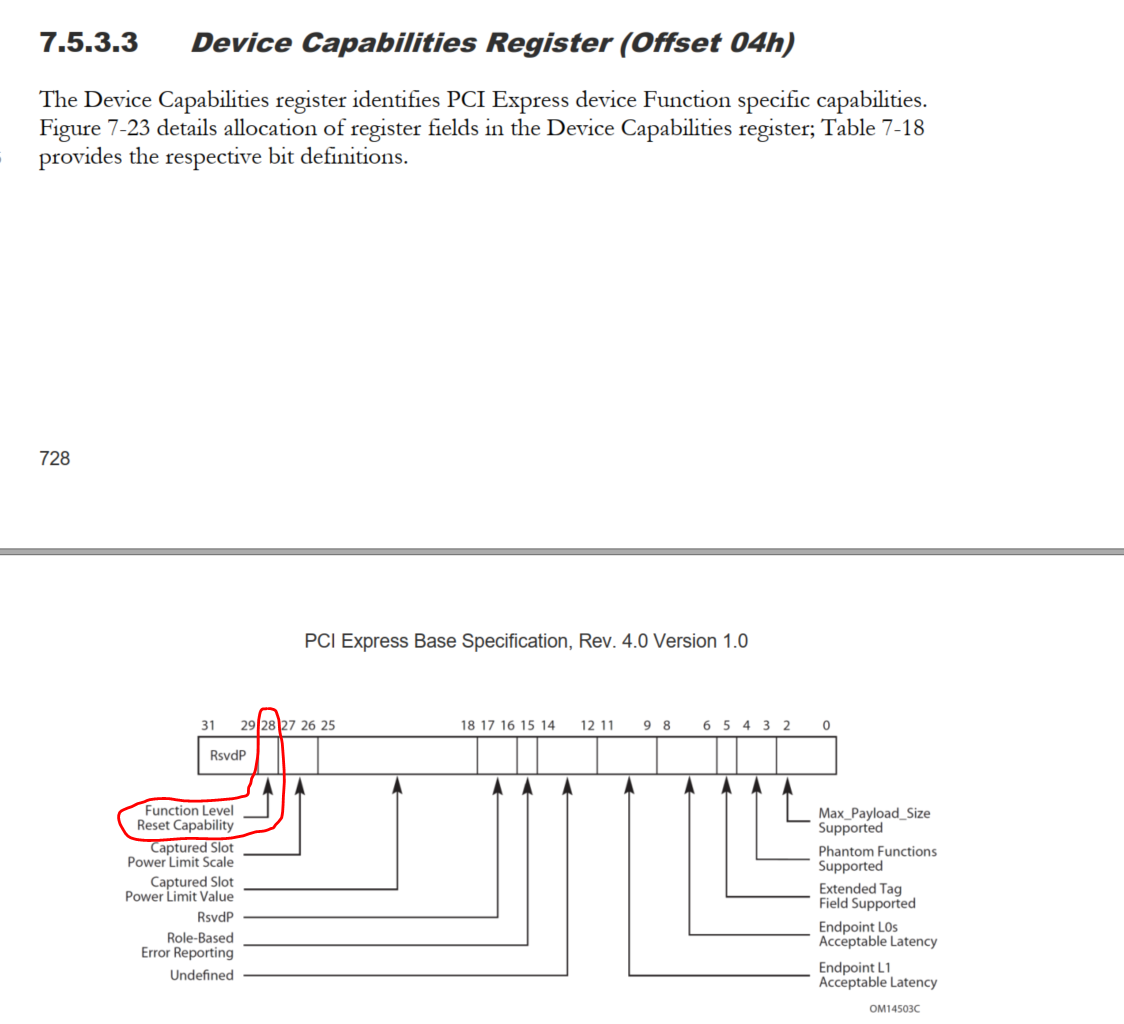 7.5.3.3 Device Capabilities Register (Offset 04h)
The Device Capabilities register identifies PCI Express device Function specific capabilities.
Figure 7-23 details allocation of register fields in the Device Capabilities register; Table 7-18
provides the respective bit definitions.
728
PCI Express Base Specification, Rev. 4.0 Version 1.0
31 29 28 27 26 25 18 17 16 15 14 12 11 9 8 6 5 4 3 2 0
RsvdP
Function Level
Reset Capability
Captured Slot
Power Limit Scale
Captured Slot
Power Limit Value
RsvdP
Role-Based
Error Reporting
Undefined
Max_Payload_Size
Supported
Phantom Functions
Supported
Extended Tag
Field Supported
Endpoint L0s
Acceptable Latency
Endpoint L1
Acceptable Latency
OM14503C